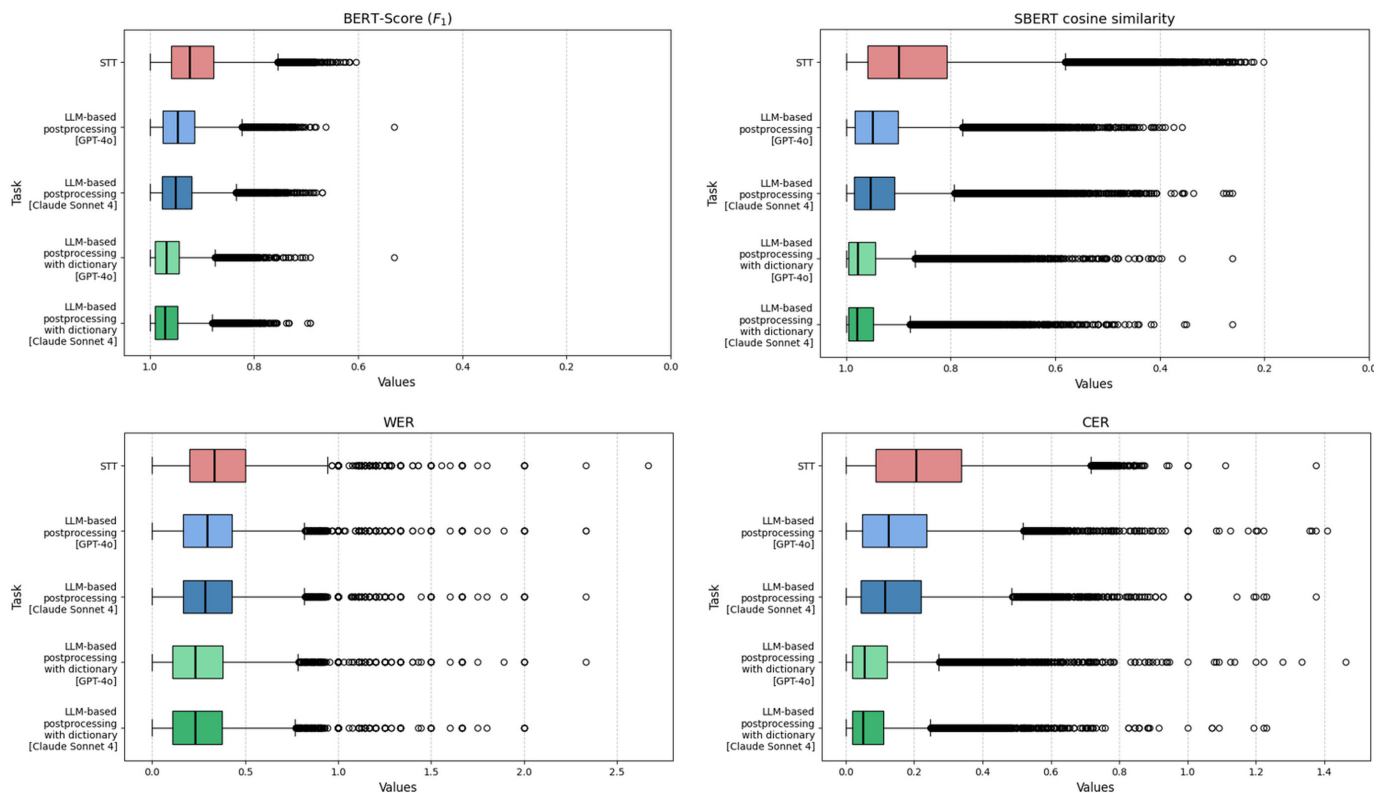 BERT-Score (F₁)
STT
LLM-based
postprocessing
[GPT-4o]
LLM-based
postprocessing
[Claude Sonnet 4]
LLM-based
postprocessing
with dictionary
[GPT-4o]
LLM-based
postprocessing
with dictionary
[Claude Sonnet 4]
Task
1.0 0.8 0.6 0.4 0.2 0.0
Values
SBERT cosine similarity
STT
LLM-based
postprocessing
[GPT-4o]
LLM-based
postprocessing
[Claude Sonnet 4]
LLM-based
postprocessing
with dictionary
[GPT-4o]
LLM-based
postprocessing
with dictionary
[Claude Sonnet 4]
Task
1.0 0.8 0.6 0.4 0.2 0.0
Values
WER
STT
LLM-based
postprocessing
[GPT-4o]
LLM-based
postprocessing
[Claude Sonnet 4]
LLM-based
postprocessing
with dictionary
[GPT-4o]
LLM-based
postprocessing
with dictionary
[Claude Sonnet 4]
Task
0.0 0.5 1.0 1.5 2.0 2.5
Values
CER
STT
LLM-based
postprocessing
[GPT-4o]
LLM-based
postprocessing
[Claude Sonnet 4]
LLM-based
postprocessing
with dictionary
[GPT-4o]
LLM-based
postprocessing
with dictionary
[Claude Sonnet 4]
Task
0.0 0.2 0.4 0.6 0.8 1.0 1.2 1.4
Values